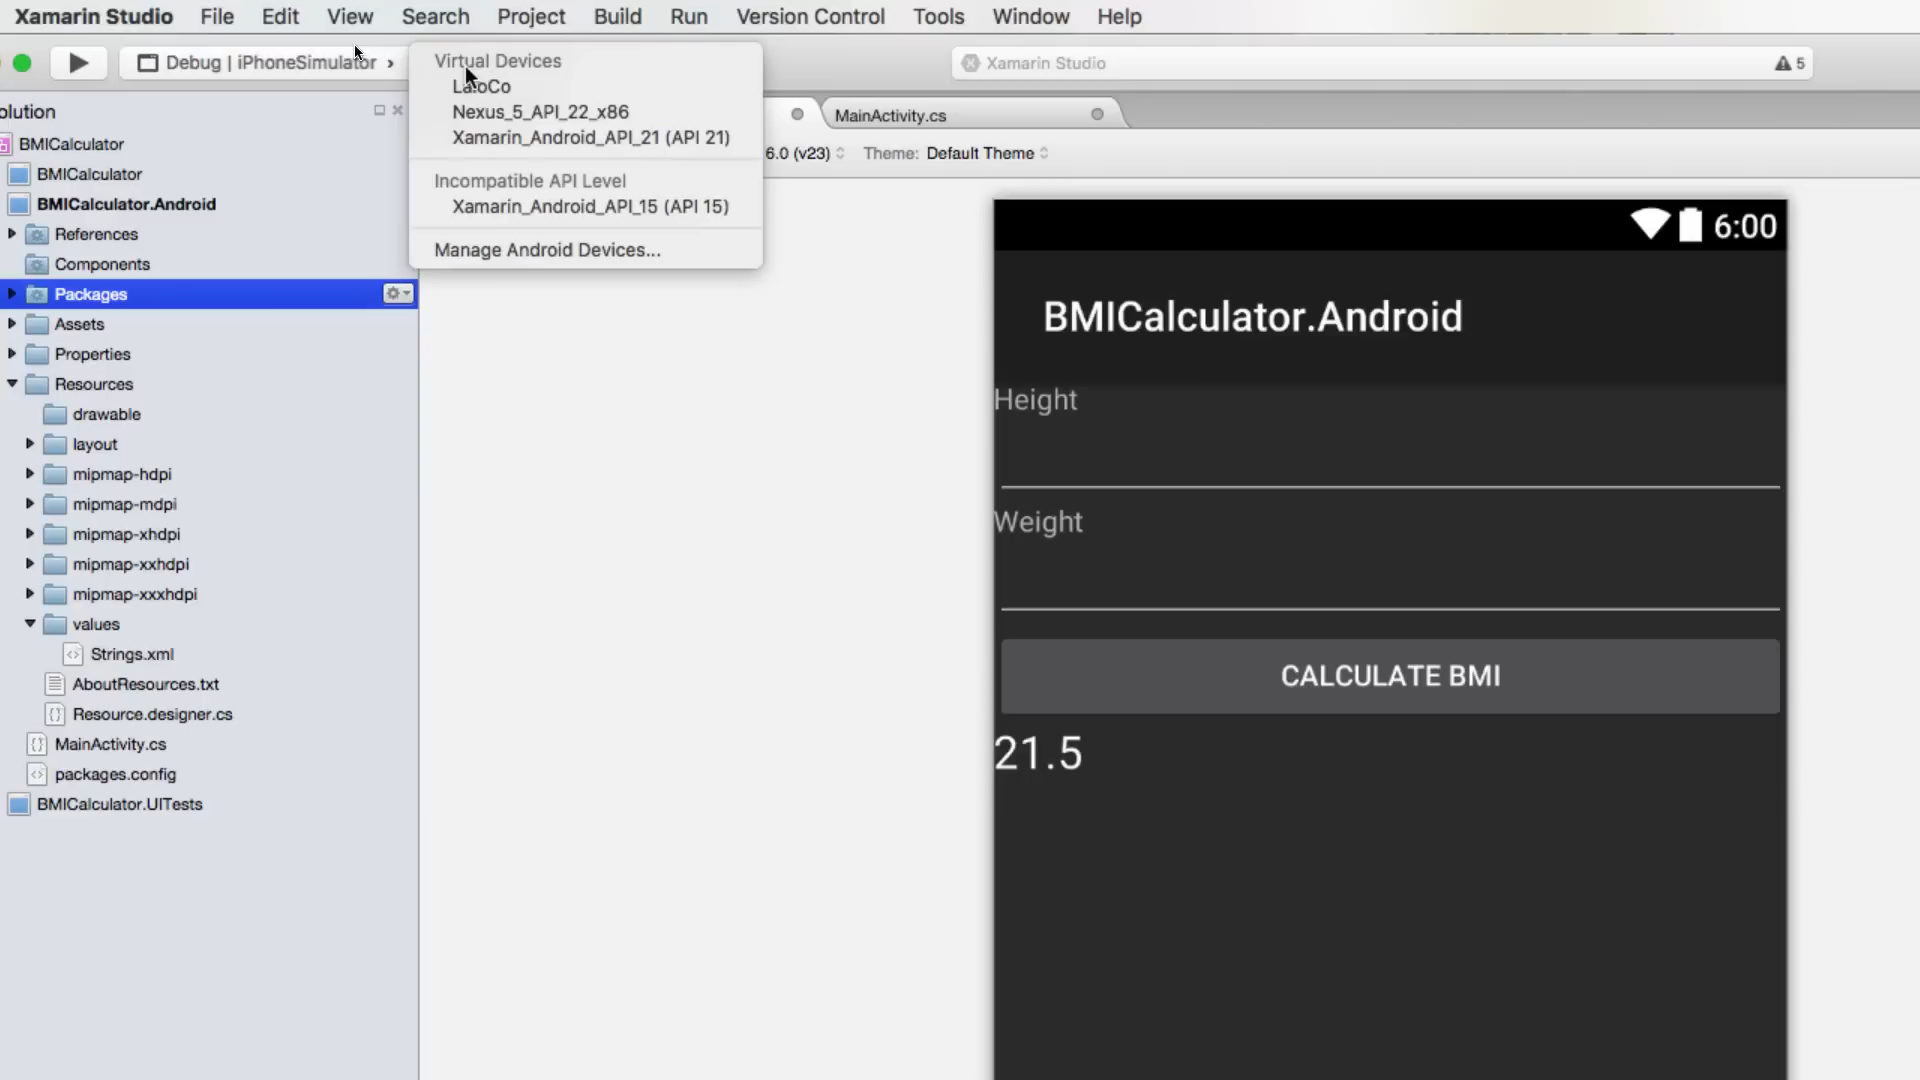 Xamarin Studio File Edit View Search Project Build Run Version Control Tools Window Help
Debug | iPhoneSimulator
Xamarin Studio
5
Virtual Devices
Nexus_5_API_22_x86
Xamarin_Android_API_21 (API 21)
Incompatible API Level
Xamarin_Android_API_15 (API 15)
Manage Android Devices...
MainActivity.cs
6.0 (v23) Theme: Default Theme
olution
BMICalculator
BMICalculator
BMICalculator.Android
References
Components
Packages
Assets
Properties
Resources
drawable
layout
mipmap-hdpi
mipmap-mdpi
mipmap-xhdpi
mipmap-xxhdpi
mipmap-xxxhdpi
values
Strings.xml
AboutResources.txt
Resource.designer.cs
MainActivity.cs
packages.config
BMICalculator.UITests
6:00
BMICalculator.Android
Height
Weight
CALCULATE BMI
21.5